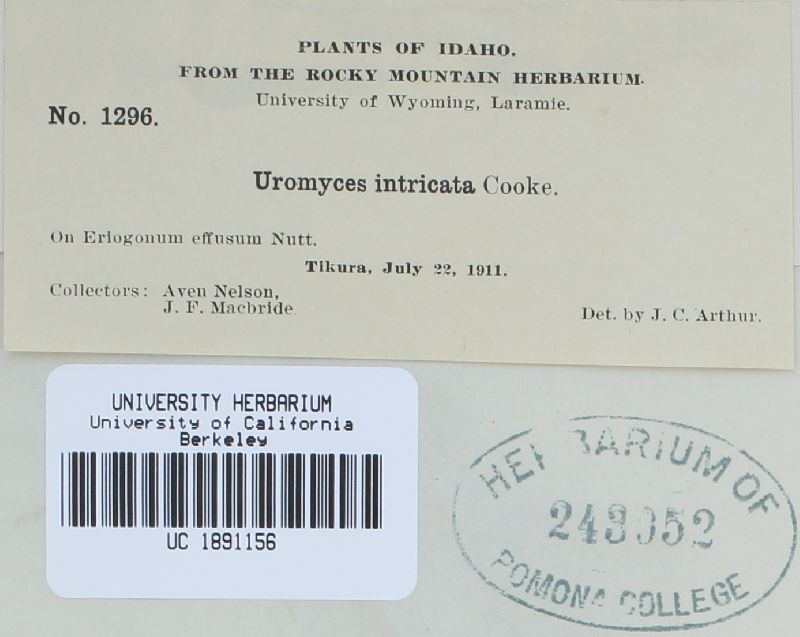 PLANTS OF IDAHO.
FROM THE ROCKY MOUNTAIN HERBARIUM.
University of Wyoming, Laramie.
No. 1296.
Uromyces intricata Cooke.
On Eriogonum effusum Nutt.
Tikura, July 22, 1911.
Collectors: Aven Nelson,
J. F. Macbride
Det. by J. C. Arthur.
UNIVERSITY HERBARIUM
University of California
Berkeley
UC 1891156
HERBARIUM OF
243052
POMONA COLLEGE